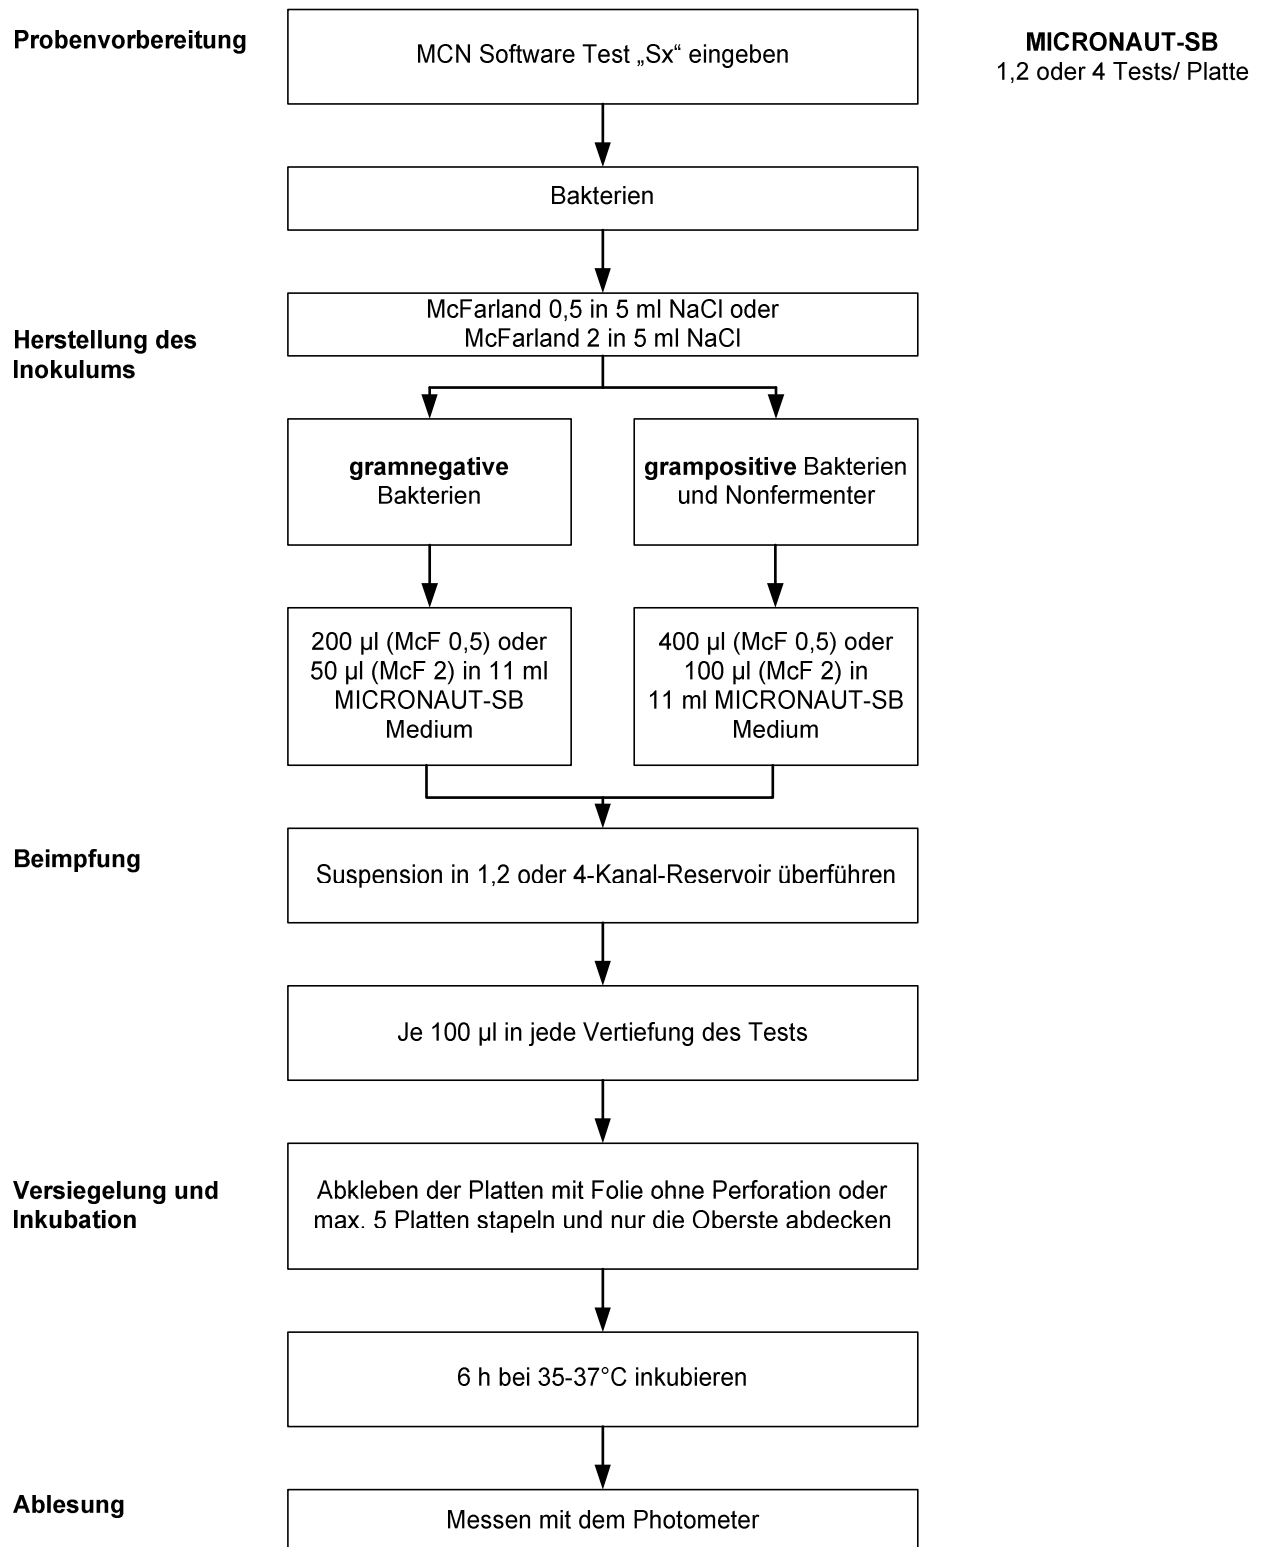 Probenvorbereitung
MCN Software Test „Sx“ eingeben
MICRONAUT-SB
1,2 oder 4 Tests/ Platte
Bakterien
Herstellung des
Inokulums
McFarland 0,5 in 5 ml NaCl oder
McFarland 2 in 5 ml NaCl
gramnegative
Bakterien
grampositive Bakterien
und Nonfermenter
200 µl (McF 0,5) oder
50 µl (McF 2) in 11 ml
MICRONAUT-SB
Medium
400 µl (McF 0,5) oder
100 µl (McF 2) in
11 ml MICRONAUT-SB
Medium
Beimpfung
Suspension in 1,2 oder 4-Kanal-Reservoir überführen
Je 100 µl in jede Vertiefung des Tests
Versiegelung und
Inkubation
Abkleben der Platten mit Folie ohne Perforation oder
max. 5 Platten stapeln und nur die Oberste abdecken
6 h bei 35-37°C inkubieren
Ablesung
Messen mit dem Photometer